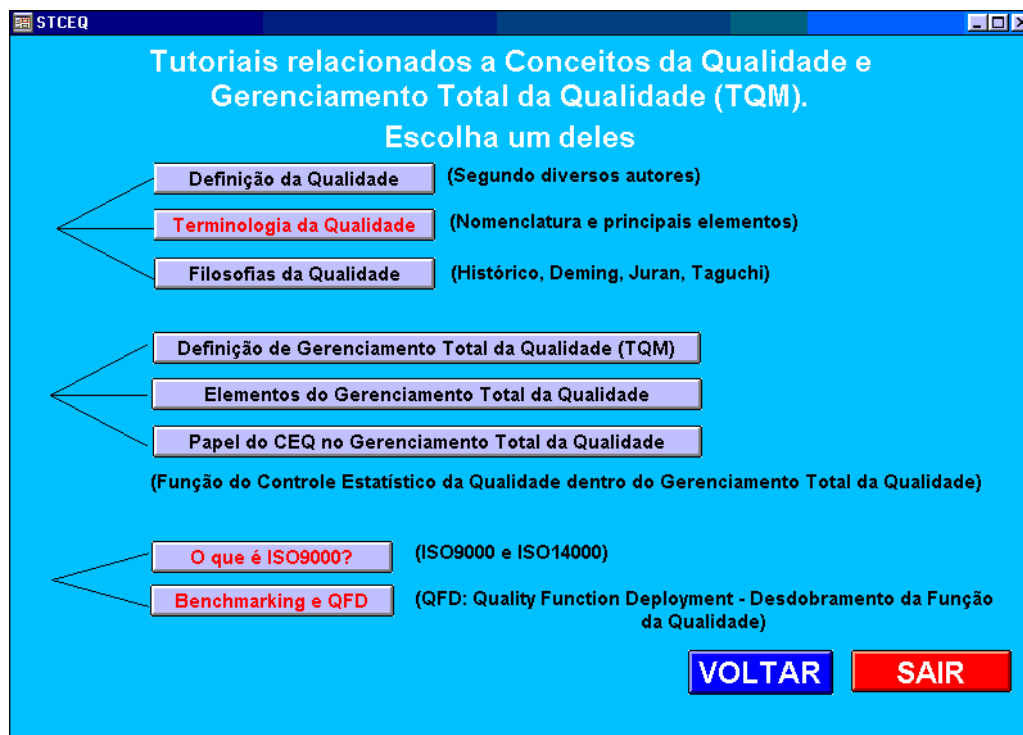 STCEQ
Tutoriais relacionados a Conceitos da Qualidade e
Gerenciamento Total da Qualidade (TQM).
Escolha um deles
Definição da Qualidade (Segundo diversos autores)
Terminologia da Qualidade (Nomenclatura e principais elementos)
Filosofias da Qualidade (Histórico, Deming, Juran, Taguchi)
Definição de Gerenciamento Total da Qualidade (TQM)
Elementos do Gerenciamento Total da Qualidade
Papel do CEQ no Gerenciamento Total da Qualidade
(Função do Controle Estatístico da Qualidade dentro do Gerenciamento Total da Qualidade)
O que é ISO9000? (ISO9000 e ISO14000)
Benchmarking e QFD (QFD: Quality Function Deployment - Desdobramento da Função
da Qualidade)
VOLTAR SAIR